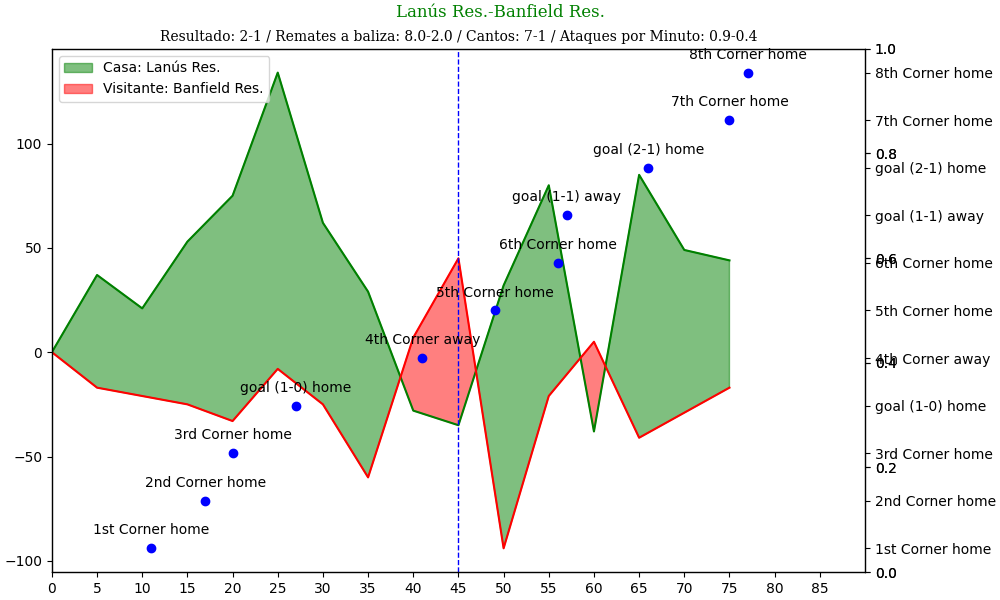 Lanús Res.-Banfield Res.
Resultado: 2-1 / Remates a baliza: 8.0-2.0 / Cantos: 7-1 / Ataques por Minuto: 0.9-0.4
Casa: Lanús Res.
Visitante: Banfield Res.
8th Corner home
7th Corner home
goal (2-1) home
goal (1-1) away
6th Corner home
5th Corner home
4th Corner away
goal (1-0) home
3rd Corner home
2nd Corner home
1st Corner home
100
50
0
−50
−100
0 5 10 15 20 25 30 35 40 45 50 55 60 65 70 75 80 85
1.0
8th Corner home
7th Corner home
0.8
goal (2-1) home
goal (1-1) away
0.6
6th Corner home
5th Corner home
4th Corner away
0.4
goal (1-0) home
3rd Corner home
0.2
2nd Corner home
1st Corner home
0.0